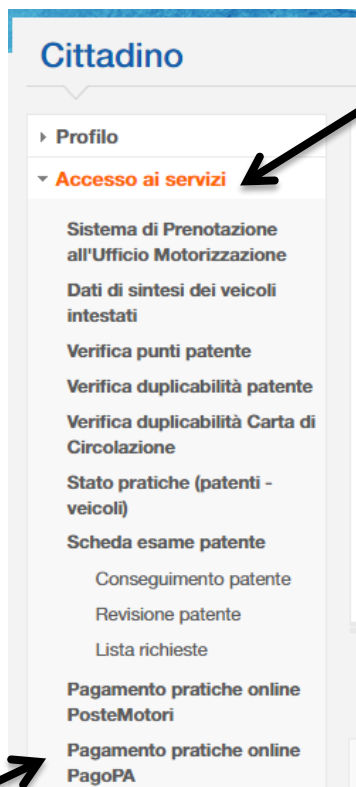 Cittadino
Profilo
Accesso ai servizi
Sistema di Prenotazione
all'Ufficio Motorizzazione
Dati di sintesi dei veicoli
intestati
Verifica punti patente
Verifica duplicabilità patente
Verifica duplicabilità Carta di
Circolazione
Stato pratiche (patenti -
veicoli)
Scheda esame patente
Conseguimento patente
Revisione patente
Lista richieste
Pagamento pratiche online
PosteMotori
Pagamento pratiche online
PagoPA